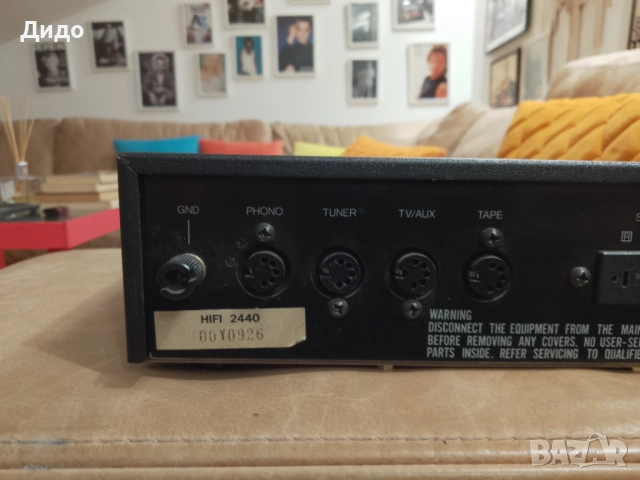 Дидо
GND PHONO TUNER TV/AUX TAPE
S
R
HIFI 2440
00Y0926
WARNING
DISCONNECT THE EQUIPMENT FROM THE MAIN
BEFORE REMOVING ANY COVERS. NO USER-SE
PARTS INSIDE. REFER SERVICING TO QUALIFIE
BAZAR